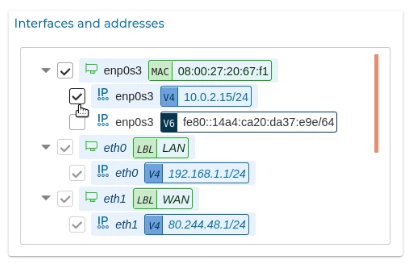 Interfaces and addresses
enp0s3 MAC 08:00:27:20:67:f1
IP enp0s3 V4 10.0.2.15/24
IP enp0s3 V6 fe80::14a4:ca20:da37:e9e/64
eth0 LBL LAN
IP eth0 V4 192.168.1.1/24
eth1 LBL WAN
IP eth1 V4 80.244.48.1/24